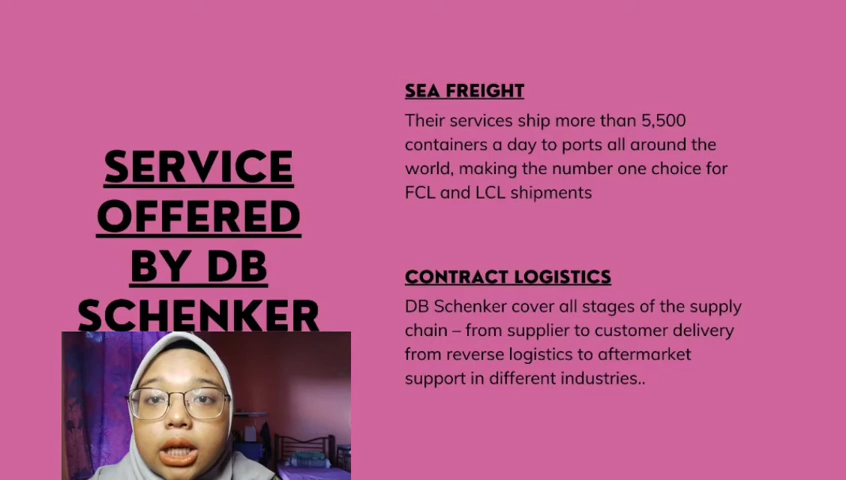 SERVICE
OFFERED
BY DB
SCHENKER
SEA FREIGHT
Their services ship more than 5,500
containers a day to ports all around the
world, making the number one choice for
FCL and LCL shipments
CONTRACT LOGISTICS
DB Schenker cover all stages of the supply
chain – from supplier to customer delivery
from reverse logistics to aftermarket
support in different industries..